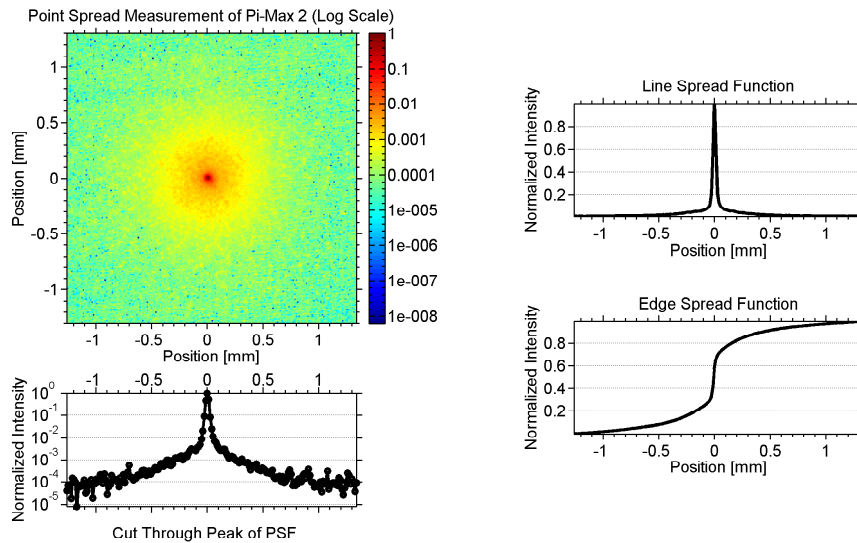 Point Spread Measurement of Pi-Max 2 (Log Scale)
Position [mm]
1
0.5
0
-0.5
-1
-1 -0.5 0 0.5 1
Position [mm]
1
0.1
0.01
0.001
0.0001
1e-005
1e-006
1e-007
1e-008
-1 -0.5 0 0.5 1
Normalized Intensity
10^0
10^-1
10^-2
10^-3
10^-4
10^-5
Cut Through Peak of PSF
Line Spread Function
Normalized Intensity
0.8
0.6
0.4
0.2
-1 -0.5 0 0.5 1
Position [mm]
Edge Spread Function
Normalized Intensity
0.8
0.6
0.4
0.2
-1 -0.5 0 0.5 1
Position [mm]